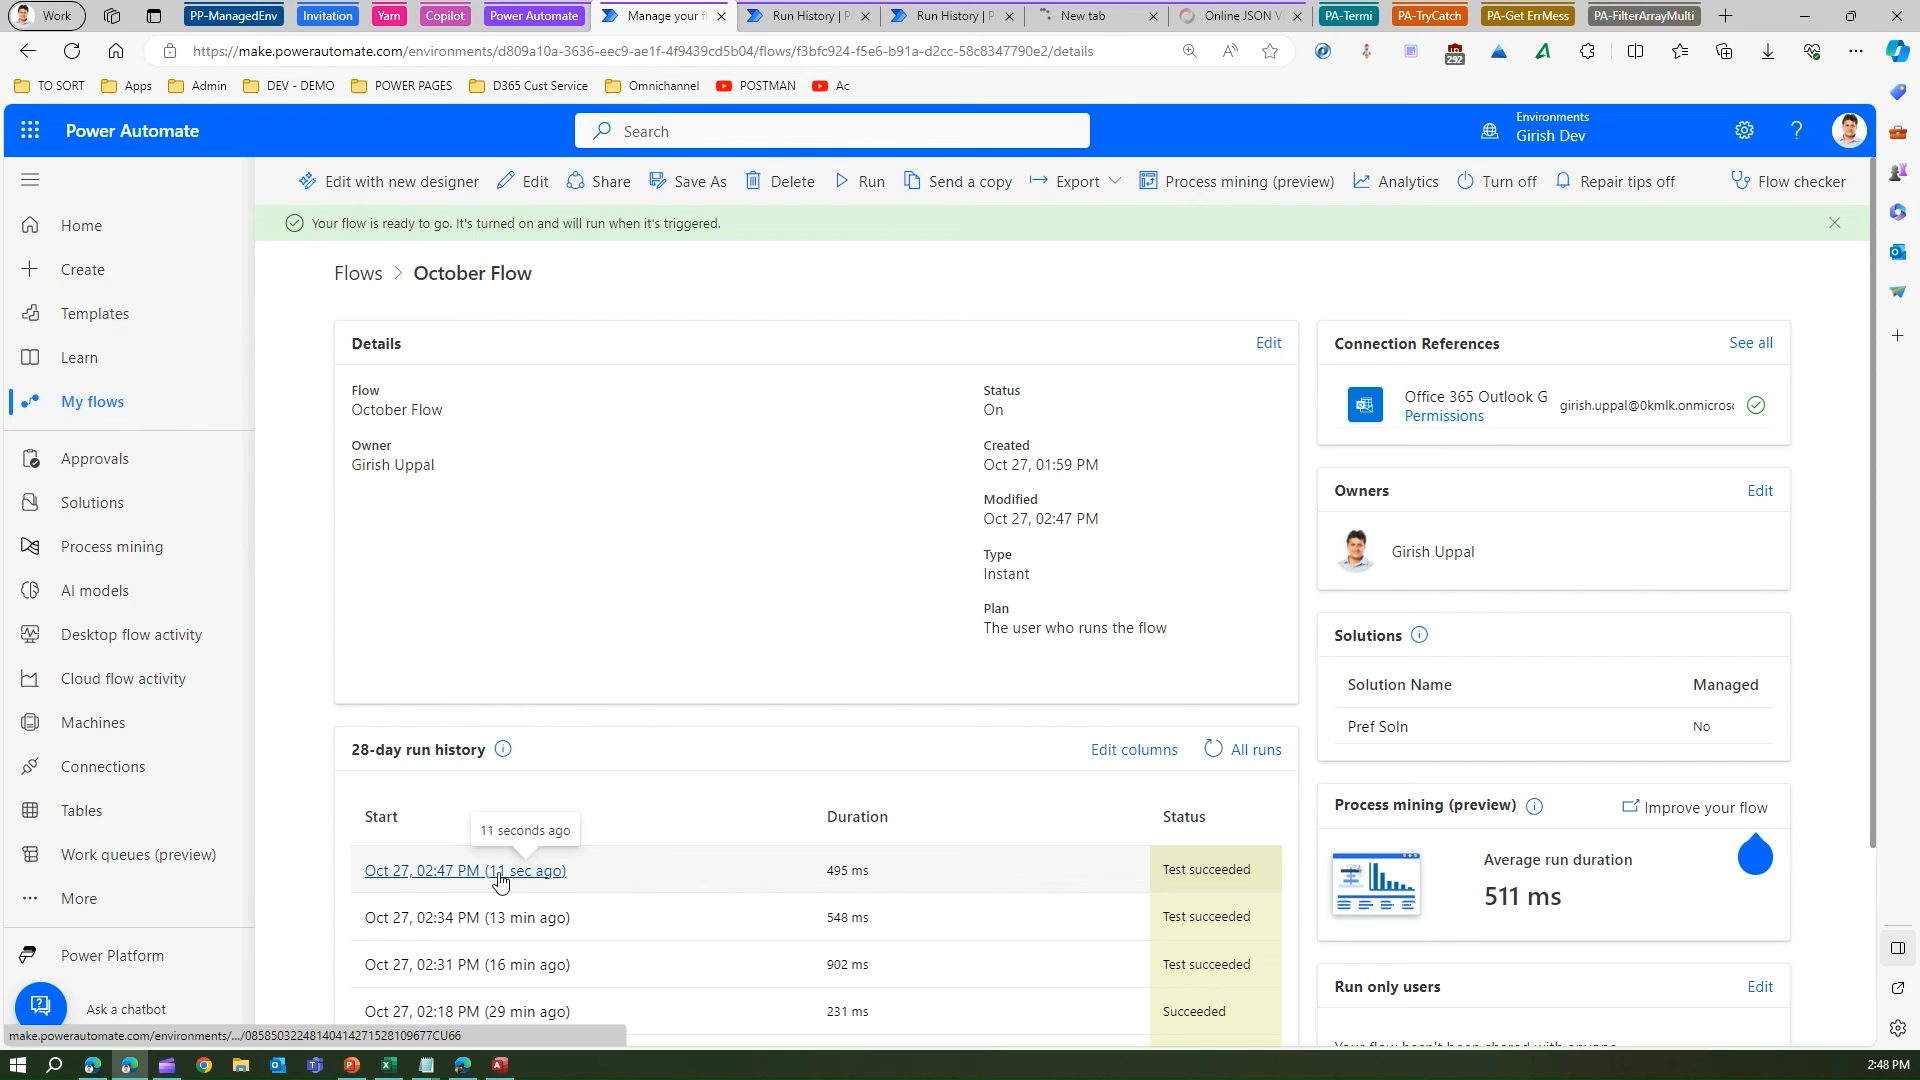 Work
PP-ManagedEnv
Invitation
Yarn
Copilot
Power Automate
Manage your f
Run History | P
Run History | P
New tab
Online JSON V
PA-Termi
PA-TryCatch
PA-Get ErrMess
PA-FilterArrayMulti
https://make.powerautomate.com/environments/d809a10a-3636-eec9-ae1f-4f9439cd5b04/flows/f3bfc924-f5e6-b91a-d2cc-58c8347790e2/details
292
TO SORT
Apps
Admin
DEV - DEMO
POWER PAGES
D365 Cust Service
Omnichannel
POSTMAN
Ac
Power Automate
Search
Environments
Girish Dev
Edit with new designer
Edit
Share
Save As
Delete
Run
Send a copy
Export
Process mining (preview)
Analytics
Turn off
Repair tips off
Flow checker
Your flow is ready to go. It's turned on and will run when it's triggered.
Home
Create
Templates
Learn
My flows
Approvals
Solutions
Process mining
AI models
Desktop flow activity
Cloud flow activity
Machines
Connections
Tables
Work queues (preview)
More
Power Platform
Ask a chatbot
Flows > October Flow
Details
Edit
Flow
October Flow
Owner
Girish Uppal
Status
On
Created
Oct 27, 01:59 PM
Modified
Oct 27, 02:47 PM
Type
Instant
Plan
The user who runs the flow
28-day run history
Edit columns
All runs
Start
Duration
Status
11 seconds ago
Oct 27, 02:47 PM (11 sec ago)
495 ms
Test succeeded
Oct 27, 02:34 PM (13 min ago)
548 ms
Test succeeded
Oct 27, 02:31 PM (16 min ago)
902 ms
Test succeeded
Oct 27, 02:18 PM (29 min ago)
231 ms
Succeeded
Connection References
See all
Office 365 Outlook G
Permissions
girish.uppal@0kmlk.onmicroso
Owners
Edit
Girish Uppal
Solutions
Solution Name
Managed
Pref Soln
No
Process mining (preview)
Improve your flow
Average run duration
511 ms
Run only users
Edit
Your flow hasn't been shared with anyone
make.powerautomate.com/environments/.../08585032248140414271528109677CU66
2:48 PM